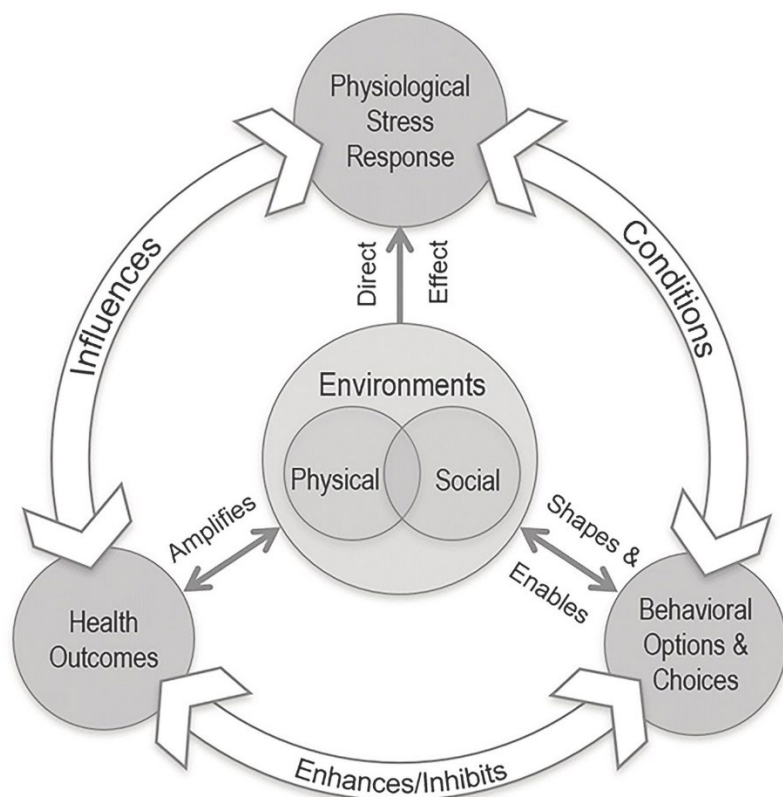 Physiological
Stress
Response
Influences
Conditions
Direct
Effect
Environments
Physical
Social
Amplifies
Shapes &
Enables
Health
Outcomes
Behavioral
Options &
Choices
Enhances/Inhibits